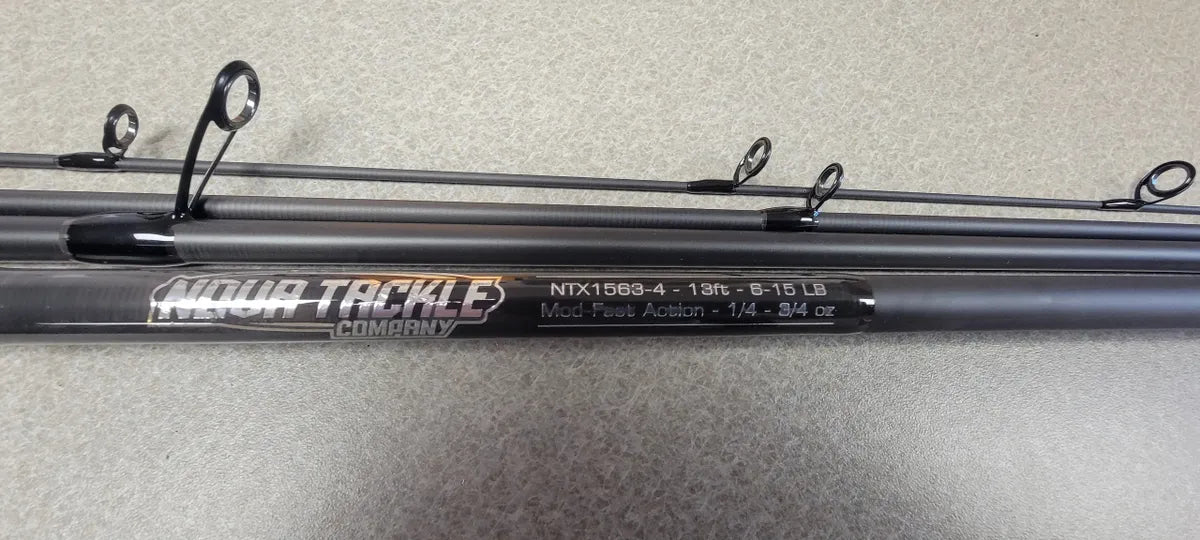 NOVA TACKLE
COMPANY
NTX1563-4 - 13ft - 6-15 LB
Mod-Fast Action - 1/4 - 3/4 oz